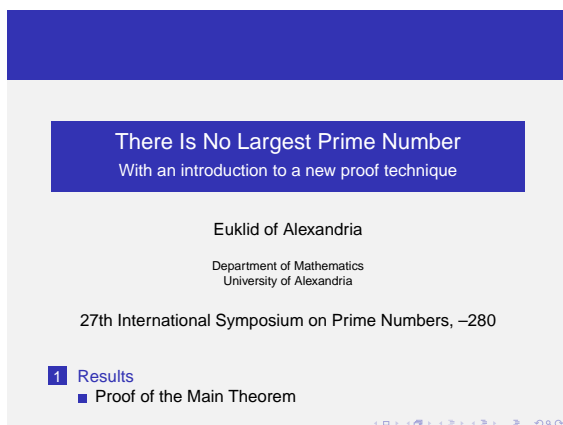 There Is No Largest Prime Number
With an introduction to a new proof technique
Euklid of Alexandria
Department of Mathematics
University of Alexandria
27th International Symposium on Prime Numbers, –280
1 Results
Proof of the Main Theorem